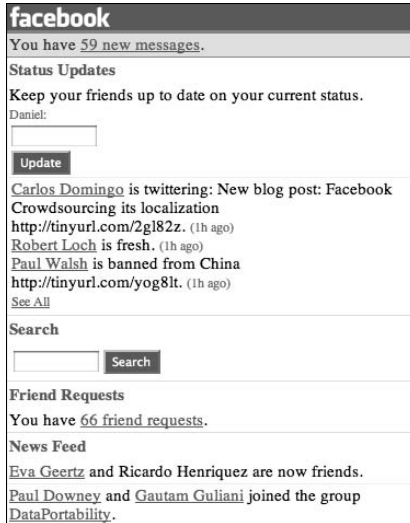 facebook
You have 59 new messages.
Status Updates
Keep your friends up to date on your current status.
Daniel:
Update
Carlos Domingo is twittering: New blog post: Facebook
Crowdsourcing its localization
http://tinyurl.com/2gl82z. (1h ago)
Robert Loch is fresh. (1h ago)
Paul Walsh is banned from China
http://tinyurl.com/yog8lt. (1h ago)
See All
Search
Search
Friend Requests
You have 66 friend requests.
News Feed
Eva Geertz and Ricardo Henriquez are now friends.
Paul Downey and Gautam Guliani joined the group
DataPortability.